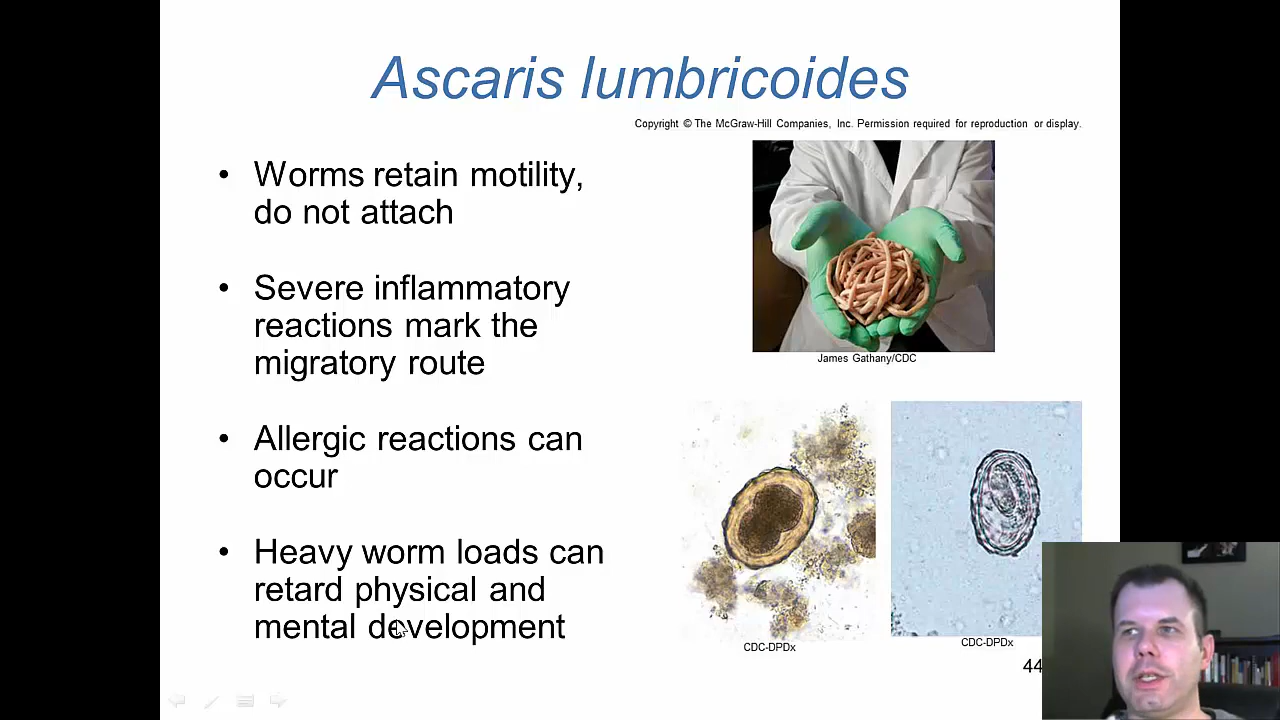 Ascaris lumbricoides
Copyright © The McGraw-Hill Companies, Inc. Permission required for reproduction or display.
• Worms retain motility,
do not attach
• Severe inflammatory
reactions mark the
migratory route
• Allergic reactions can
occur
• Heavy worm loads can
retard physical and
mental development
James Gathany/CDC
CDC-DPDx
CDC-DPDx
44